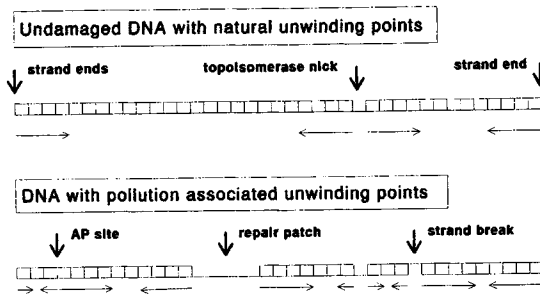 Undamaged DNA with natural unwinding points
strand ends topoisomerase nick strand end
DNA with pollution associated unwinding points
AP site repair patch strand break